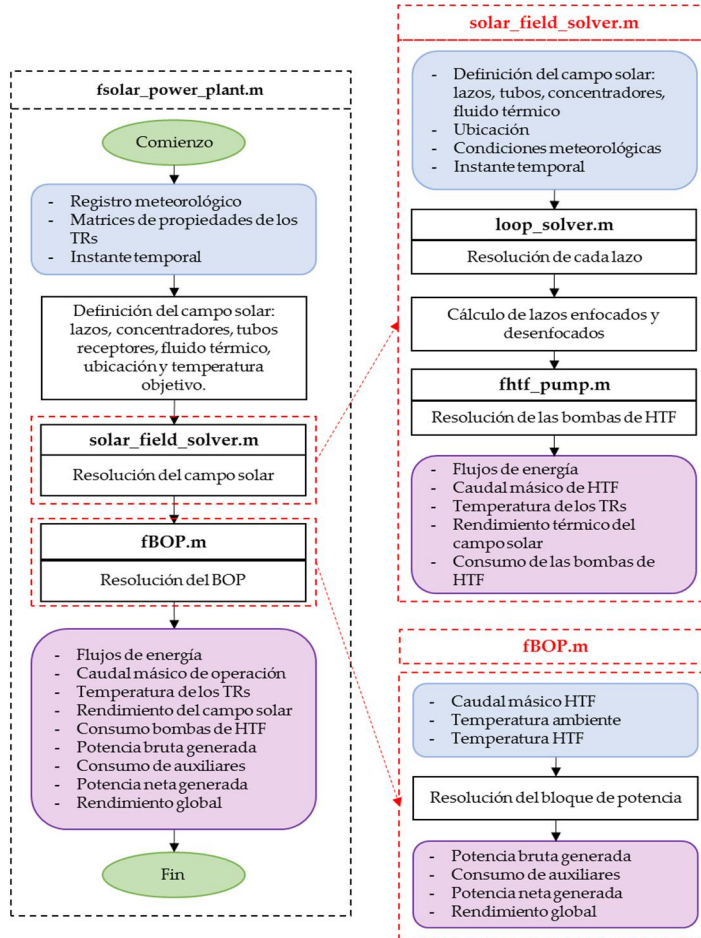 fsolar_power_plant.m
Comienzo
- Registro meteorológico
- Matrices de propiedades de los
TRs
- Instante temporal
Definición del campo solar:
lazos, concentradores, tubos
receptores, fluido térmico,
ubicación y temperatura
objetivo.
solar_field_solver.m
Resolución del campo solar
fBOP.m
Resolución del BOP
- Flujos de energía
- Caudal másico de operación
- Temperatura de los TRs
- Rendimiento del campo solar
- Consumo bombas de HTF
- Potencia bruta generada
- Consumo de auxiliares
- Potencia neta generada
- Rendimiento global
Fin
solar_field_solver.m
- Definición del campo solar:
lazos, tubos, concentradores,
fluido térmico
- Ubicación
- Condiciones meteorológicas
- Instante temporal
loop_solver.m
Resolución de cada lazo
Cálculo de lazos enfocados y
desenfocados
fhtf_pump.m
Resolución de las bombas de HTF
- Flujos de energía
- Caudal másico de HTF
- Temperatura de los TRs
- Rendimiento térmico del
campo solar
- Consumo de las bombas de
HTF
fBOP.m
- Caudal másico HTF
- Temperatura ambiente
- Temperatura HTF
Resolución del bloque de potencia
- Potencia bruta generada
- Consumo de auxiliares
- Potencia neta generada
- Rendimiento global